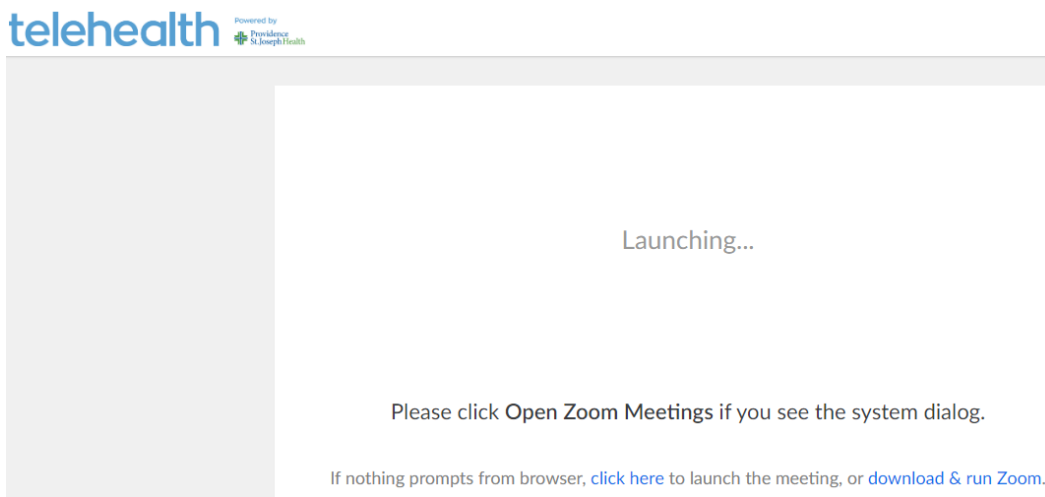 telehealth
Powered by
Providence
St.Joseph Health
Launching...
Please click Open Zoom Meetings if you see the system dialog.
If nothing prompts from browser, click here to launch the meeting, or download & run Zoom.